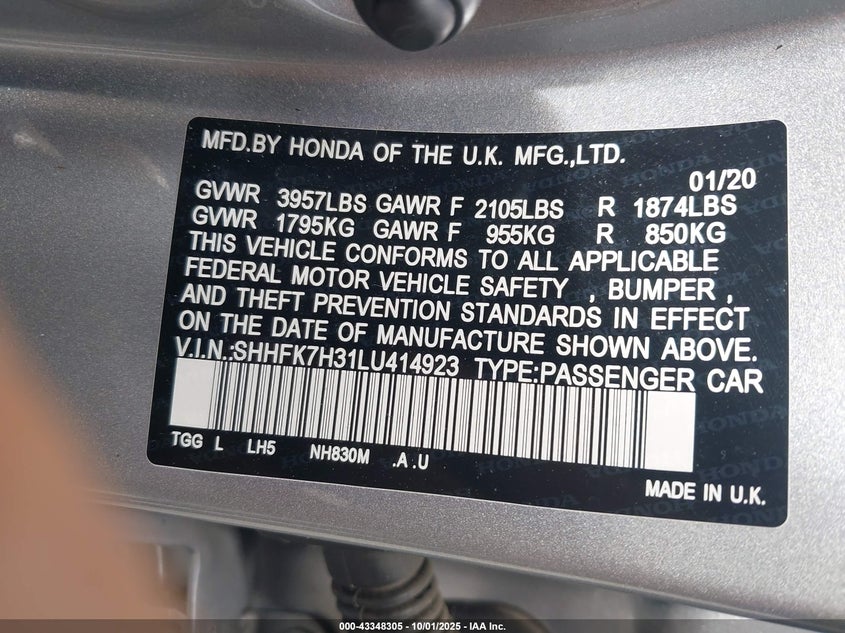 MFD.BY HONDA OF THE U.K. MFG.,LTD.
01/20
GVWR 3957LBS GAWR F 2105LBS R 1874LBS
GVWR 1795KG GAWR F 955KG R 850KG
THIS VEHICLE CONFORMS TO ALL APPLICABLE
FEDERAL MOTOR VEHICLE SAFETY , BUMPER ,
AND THEFT PREVENTION STANDARDS IN EFFECT
ON THE DATE OF MANUFACTURE SHOWN ABOVE.
V.I.N.:SHHFK7H31LU414923 TYPE:PASSENGER CAR
TGG L LH5 NH830M .A .U
MADE IN U.K.
000-43348305 - 10/01/2025 - IAA Inc.